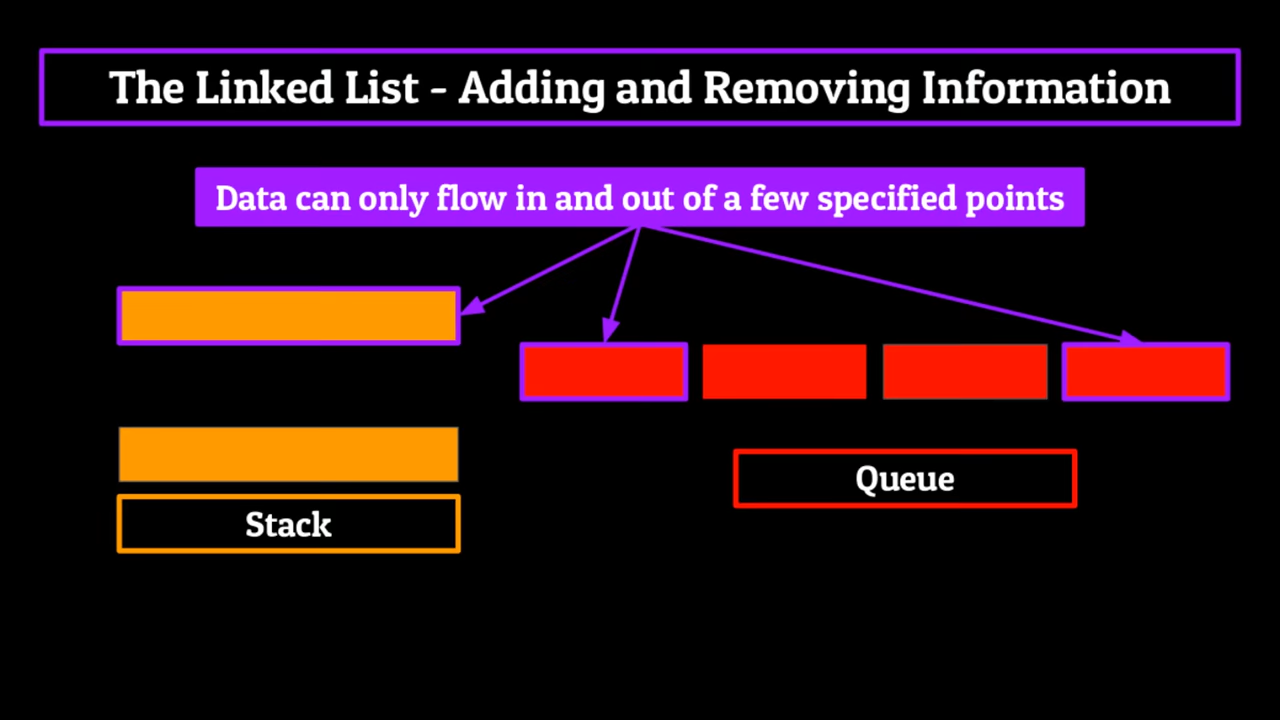 The Linked List - Adding and Removing Information
Data can only flow in and out of a few specified points
Queue
Stack